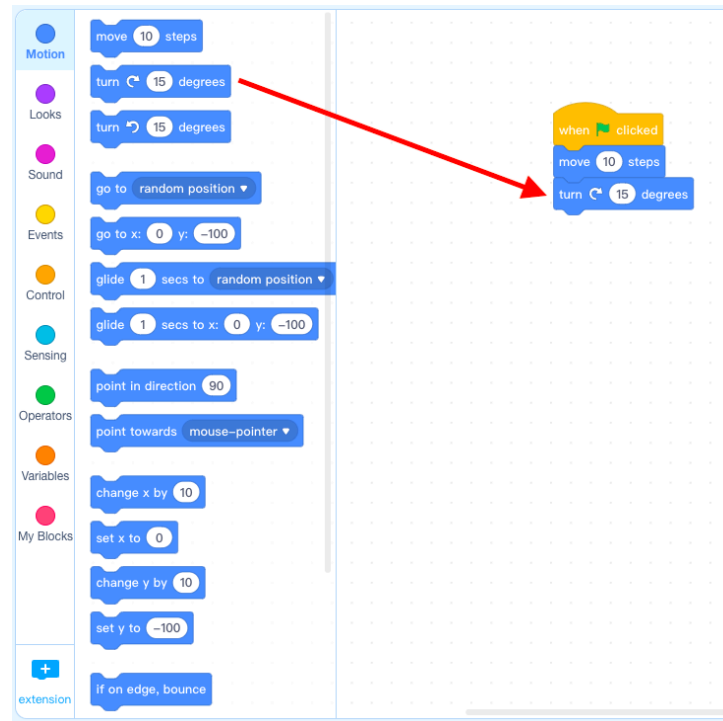 Motion
Looks
Sound
Events
Control
Sensing
Operators
Variables
My Blocks
extension
move 10 steps
turn 15 degrees
turn 15 degrees
go to random position
go to x: 0 y: −100
glide 1 secs to random position
glide 1 secs to x: 0 y: −100
point in direction 90
point towards mouse-pointer
change x by 10
set x to 0
change y by 10
set y to −100
if on edge, bounce
when clicked
move 10 steps
turn 15 degrees